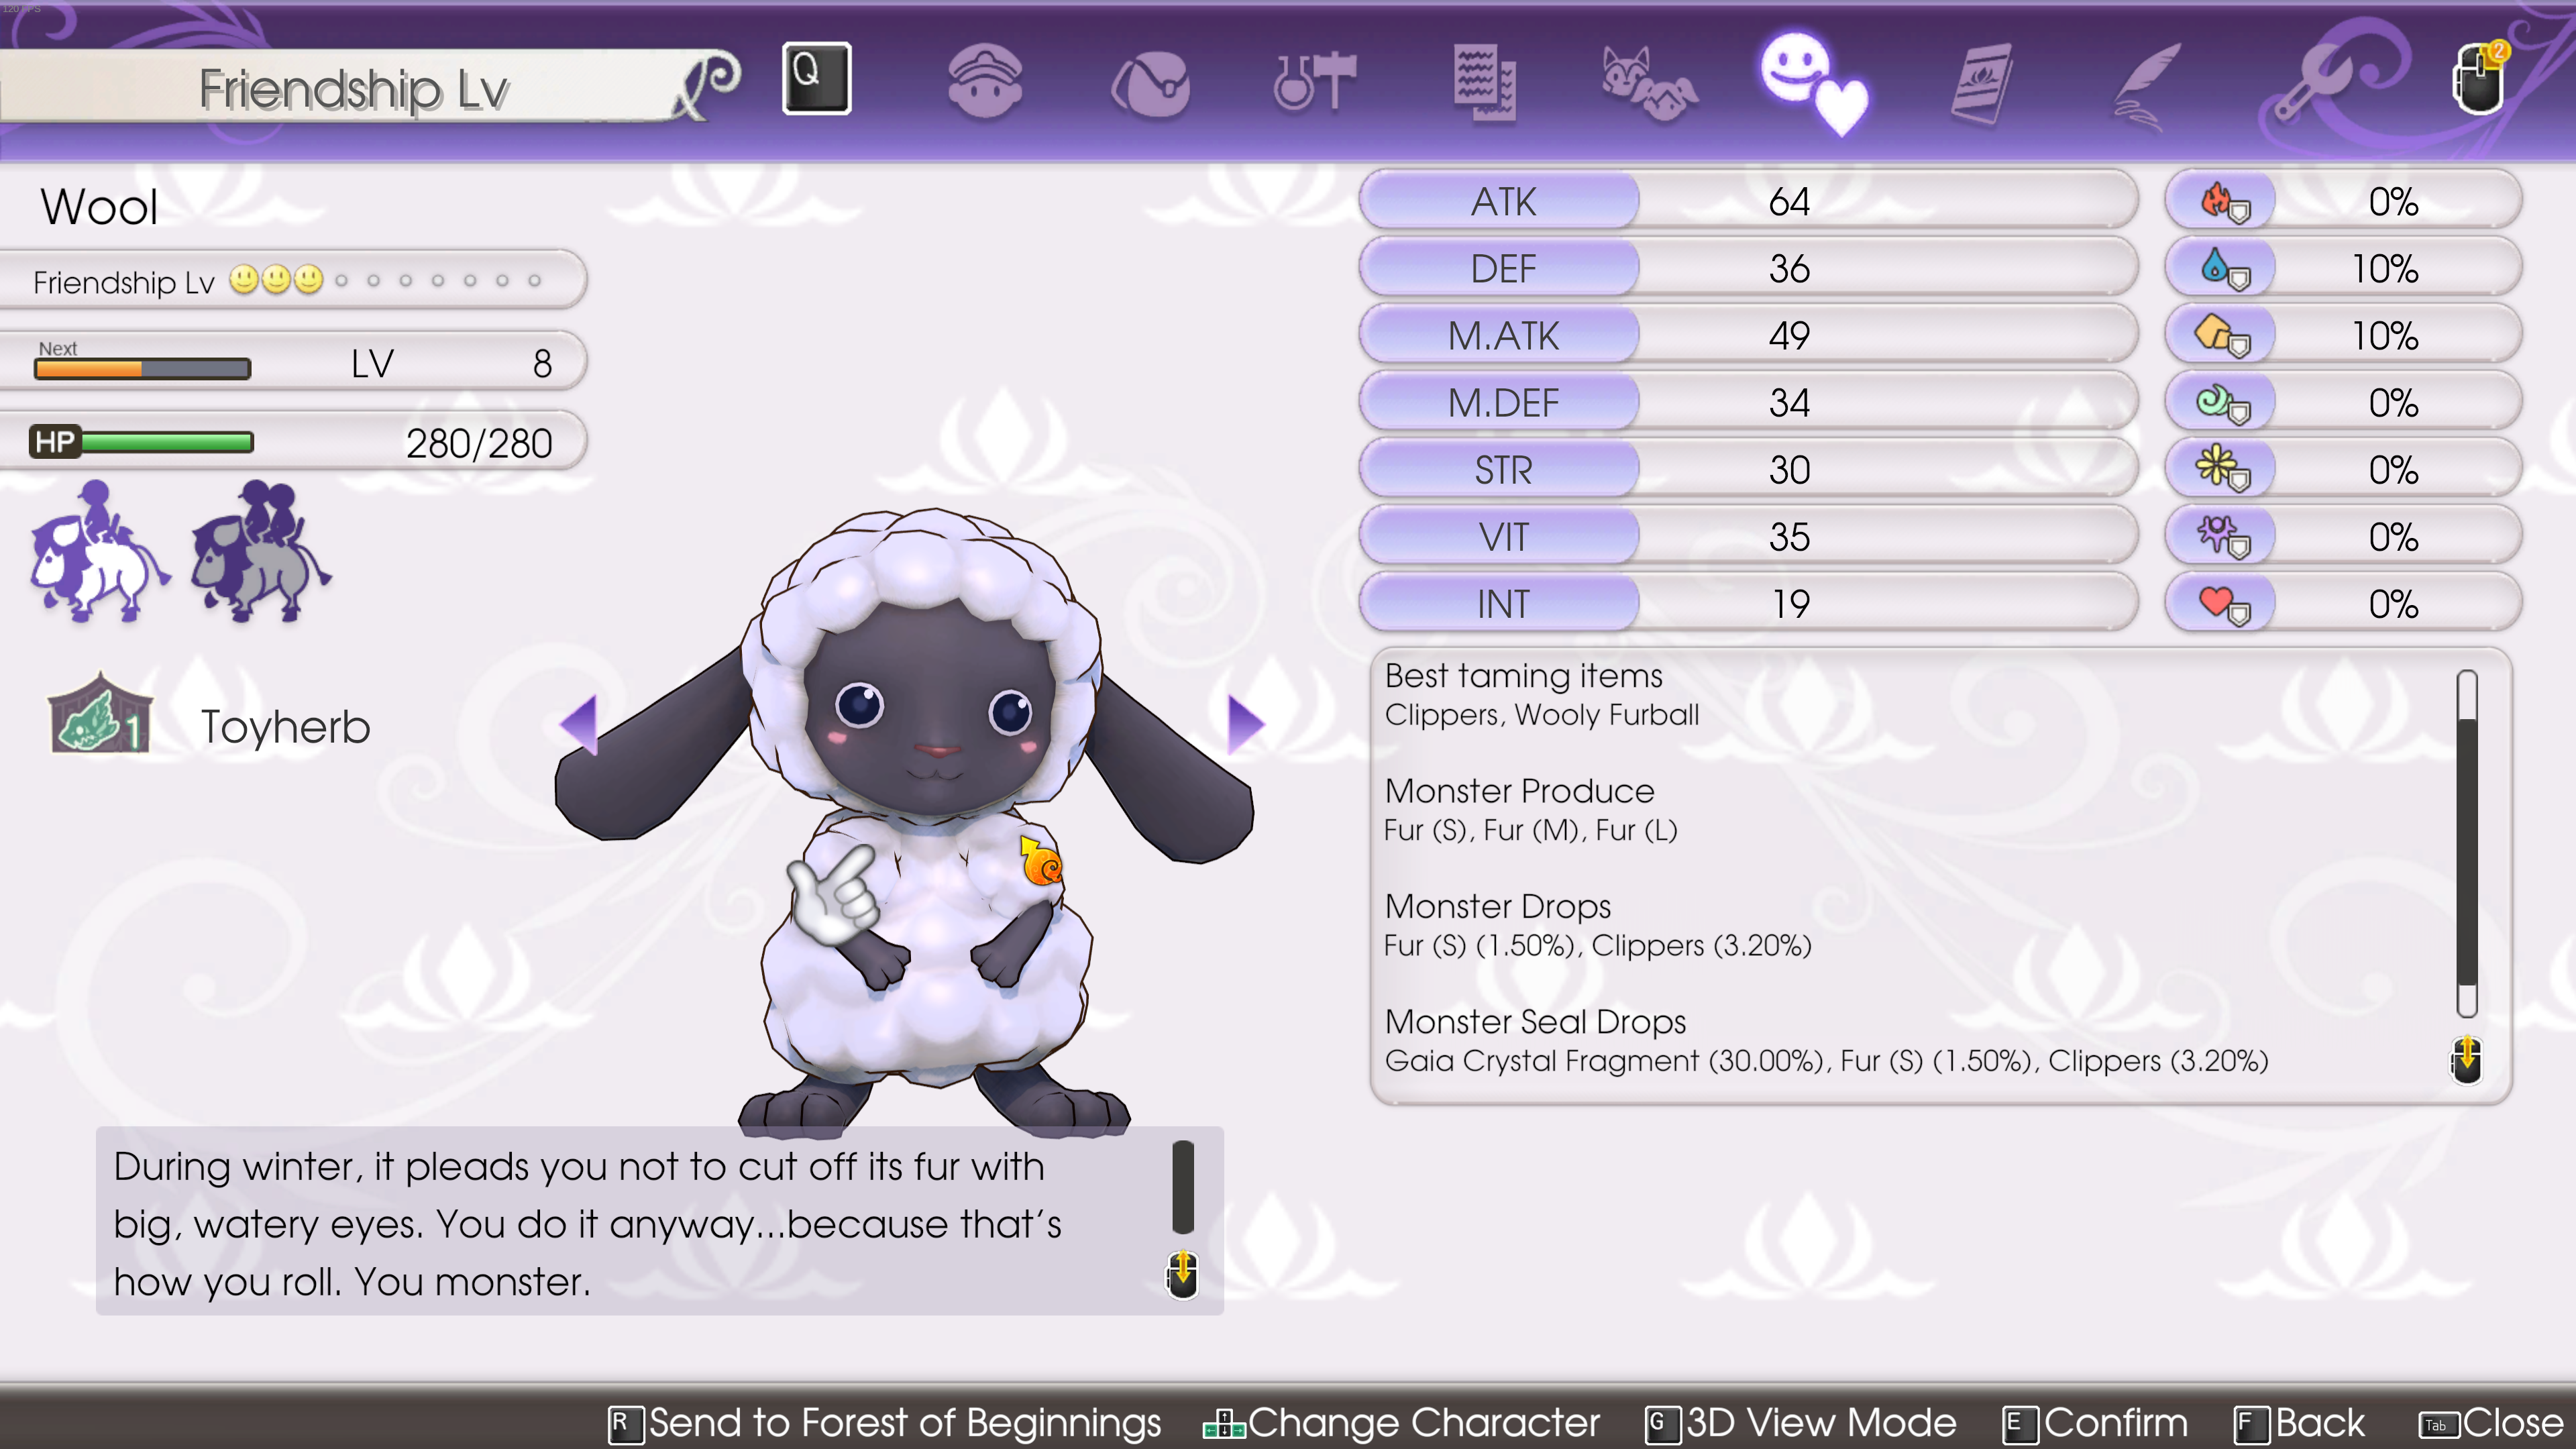 120 FPS
Friendship Lv
Q
2
Wool
Friendship Lv
Next
LV 8
HP 280/280
1 Toyherb
ATK 64 0%
DEF 36 10%
M.ATK 49 10%
M.DEF 34 0%
STR 30 0%
VIT 35 0%
INT 19 0%
Best taming items
Clippers, Wooly Furball
Monster Produce
Fur (S), Fur (M), Fur (L)
Monster Drops
Fur (S) (1.50%), Clippers (3.20%)
Monster Seal Drops
Gaia Crystal Fragment (30.00%), Fur (S) (1.50%), Clippers (3.20%)
During winter, it pleads you not to cut off its fur with
big, watery eyes. You do it anyway...because that's
how you roll. You monster.
R Send to Forest of Beginnings Change Character G 3D View Mode E Confirm F Back Tab Close